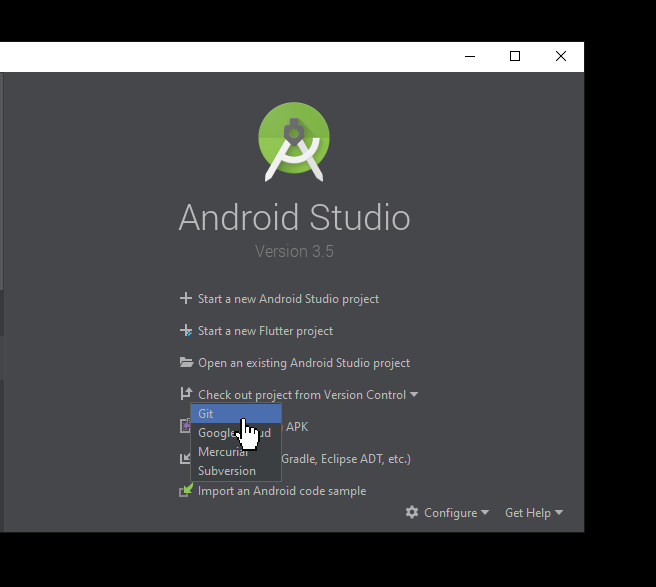 Android Studio
Version 3.5
Start a new Android Studio project
Start a new Flutter project
Open an existing Android Studio project
Check out project from Version Control
Git
APK
Mercurial
Gradle, Eclipse ADT, etc.)
Subversion
Import an Android code sample
Configure
Get Help